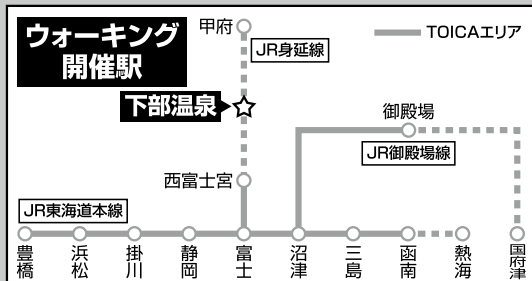 ウォーキング
開催駅
甲府
JR身延線
TOICAエリア
下部温泉
御殿場
JR御殿場線
西富士宮
JR東海道本線
豊橋
浜松
掛川
静岡
富士
沼津
三島
函南
熱海
国府津